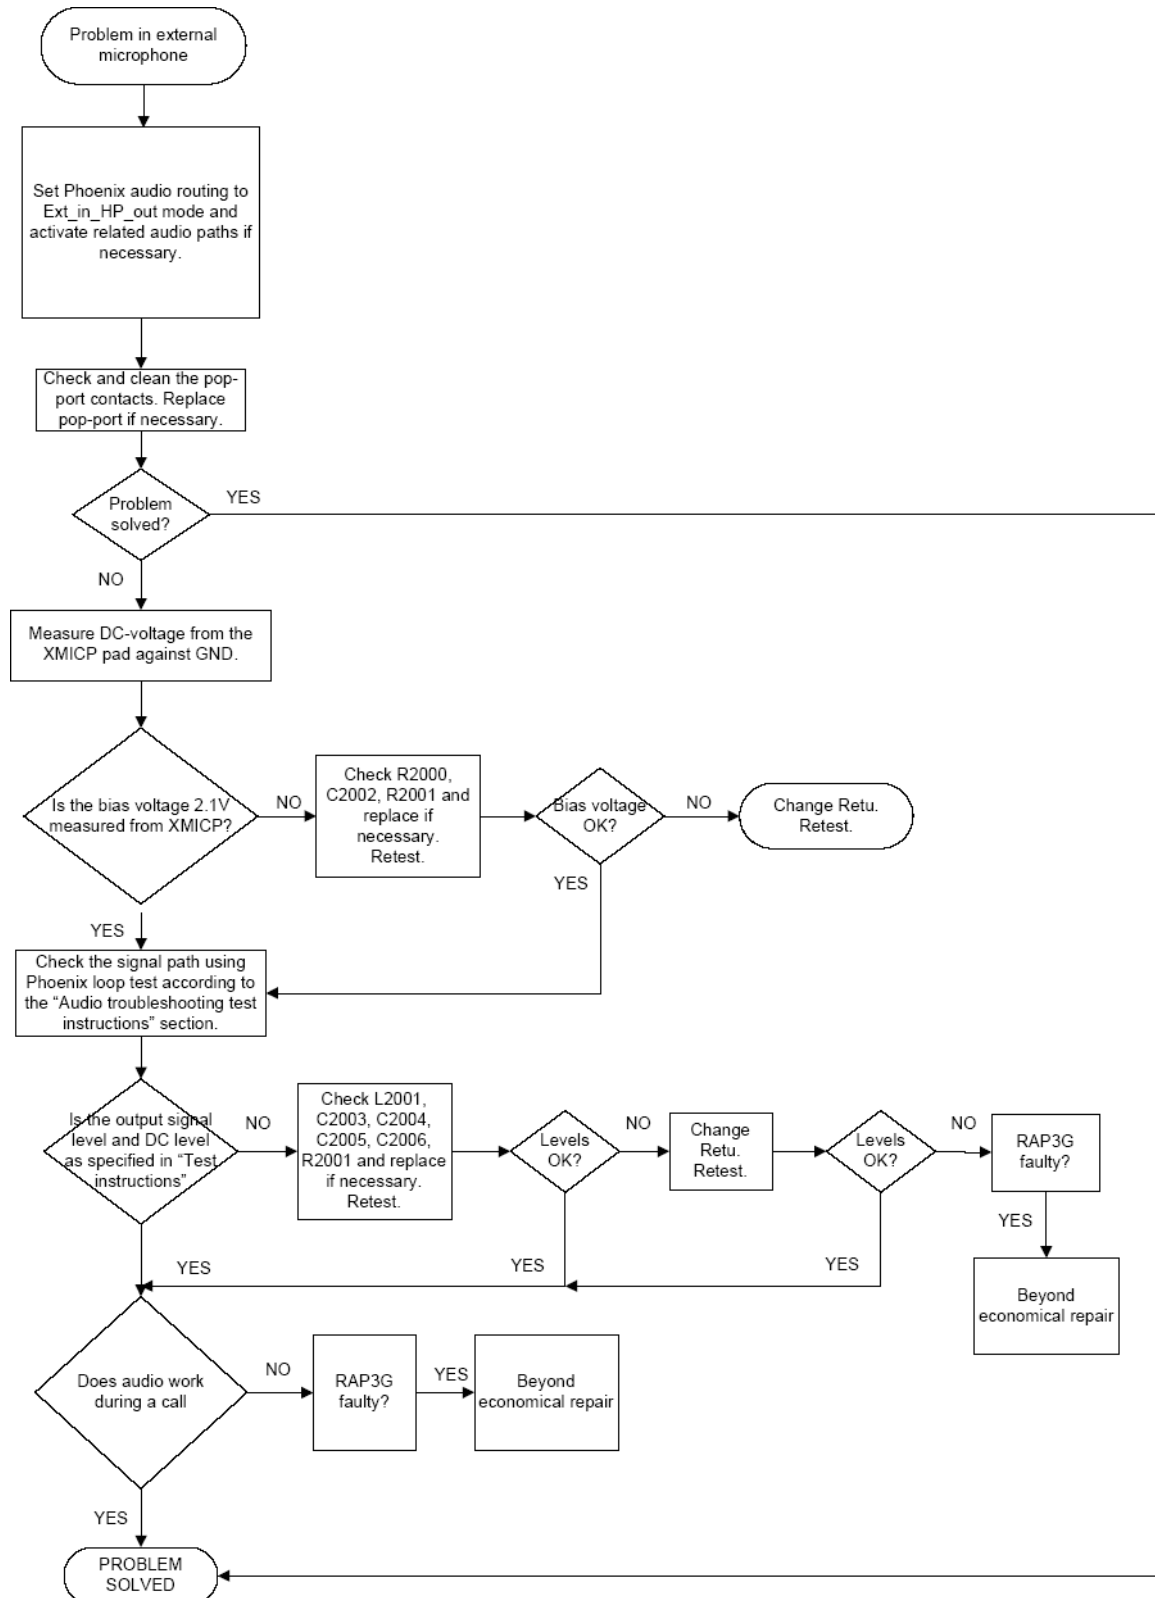 Problem in external
microphone
Set Phoenix audio routing to
Ext_in_HP_out mode and
activate related audio paths if
necessary.
Check and clean the pop-
port contacts. Replace
pop-port if necessary.
Problem
solved?
YES
NO
Measure DC-voltage from the
XMICP pad against GND.
Is the bias voltage 2.1V
measured from XMICP?
NO
Check R2000,
C2002, R2001 and
replace if
necessary.
Retest.
Bias voltage
OK?
NO
Change Retu.
Retest.
YES
YES
Check the signal path using
Phoenix loop test according to
the “Audio troubleshooting test
instructions” section.
Is the output signal
level and DC level
as specified in “Test
instructions”
NO
Check L2001,
C2003, C2004,
C2005, C2006,
R2001 and replace
if necessary.
Retest.
Levels
OK?
NO
Change
Retu.
Retest.
Levels
OK?
NO
RAP3G
faulty?
YES
YES
YES
YES
Beyond
economical repair
Does audio work
during a call
NO
RAP3G
faulty?
YES
Beyond
economical repair
YES
PROBLEM
SOLVED